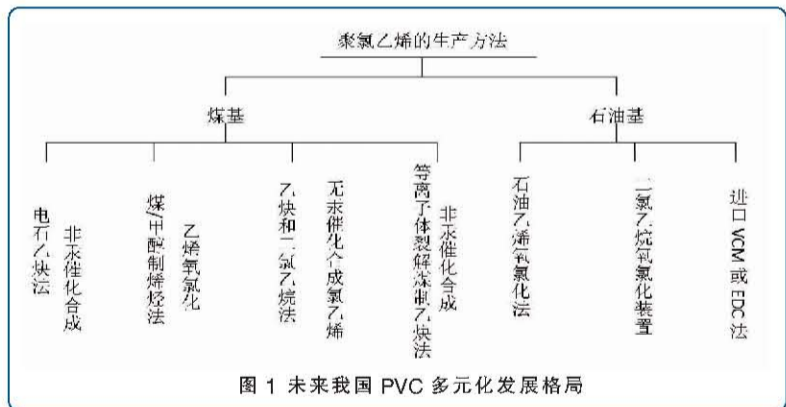 聚氯乙烯的生产方法
煤基
石油基
电石乙炔法
非汞催化合成
煤/甲醇制烯烃法
乙烯氧氯化
乙炔和二氯乙烷法
无汞催化合成氯乙烯
等离子体裂解煤制乙炔法
非汞催化合成
石油乙烯氧氯化法
二氯乙烷氧氯化装置
进口 VCM 或 EDC 法
图 1 未来我国 PVC 多元化发展格局